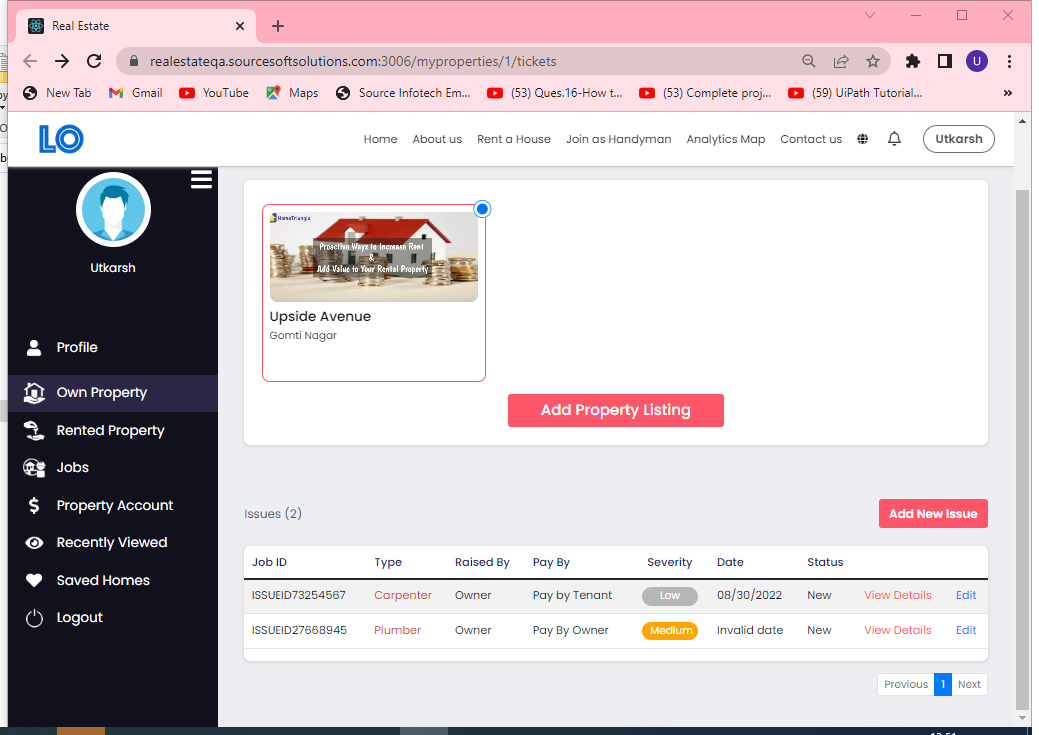 Real Estate
realestateqa.sourcesoftsolutions.com:3006/myproperties/1/tickets
U
New Tab Gmail YouTube Maps Source Infotech Em... (53) Ques.16-How t... (53) Complete proj... (59) UiPath Tutorial... »
LO
Home About us Rent a House Join as Handyman Analytics Map Contact us Utkarsh
Utkarsh
Profile
Own Property
Rented Property
Jobs
Property Account
Recently Viewed
Saved Homes
Logout
HomeTriangle
Proactive Ways to Increase Rent
&
Add Value to Your Rental Property
Upside Avenue
Gomti Nagar
Add Property Listing
Issues (2)
Add New Issue
Job ID Type Raised By Pay By Severity Date Status
ISSUEID73254567 Carpenter Owner Pay by Tenant Low 08/30/2022 New View Details Edit
ISSUEID27668945 Plumber Owner Pay By Owner Medium Invalid date New View Details Edit
Previous 1 Next